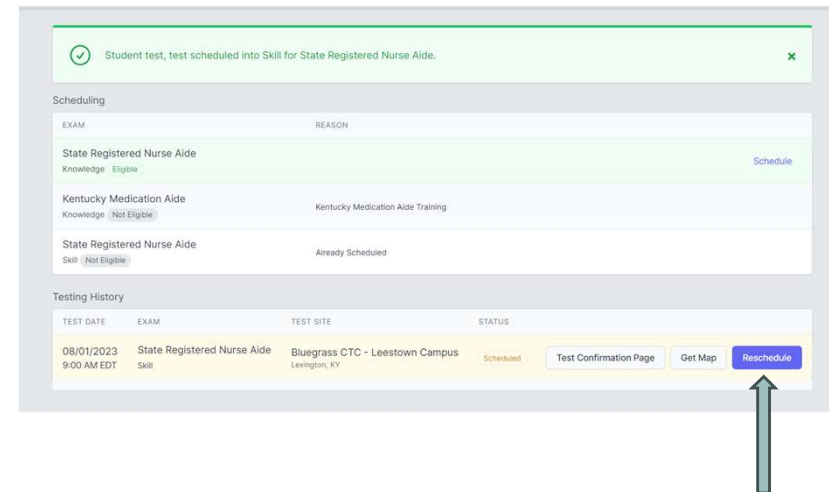 Student test, test scheduled into Skill for State Registered Nurse Aide.
Scheduling
EXAM REASON
State Registered Nurse Aide
Knowledge Eligible
Schedule
Kentucky Medication Aide
Knowledge Not Eligible
Kentucky Medication Aide Training
State Registered Nurse Aide
Skill Not Eligible
Already Scheduled
Testing History
TEST DATE EXAM TEST SITE STATUS
08/01/2023 State Registered Nurse Aide Bluegrass CTC - Leestown Campus
9:00 AM EDT Skill Lexington, KY
Scheduled Test Confirmation Page Get Map Reschedule